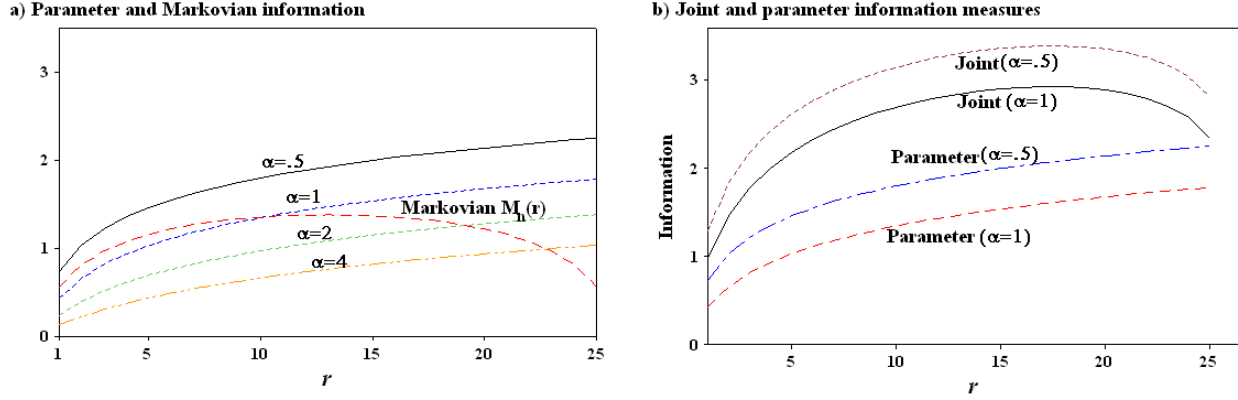 a) Parameter and Markovian information
3
2
1
0
α=.5
α=1
Markovian Mn(r)
α=2
α=4
1
5
10
15
20
25
r
b) Joint and parameter information measures
Information
3
2
1
0
Joint (α=.5)
Joint (α=1)
Parameter (α=.5)
Parameter (α=1)
5
10
15
20
25
r